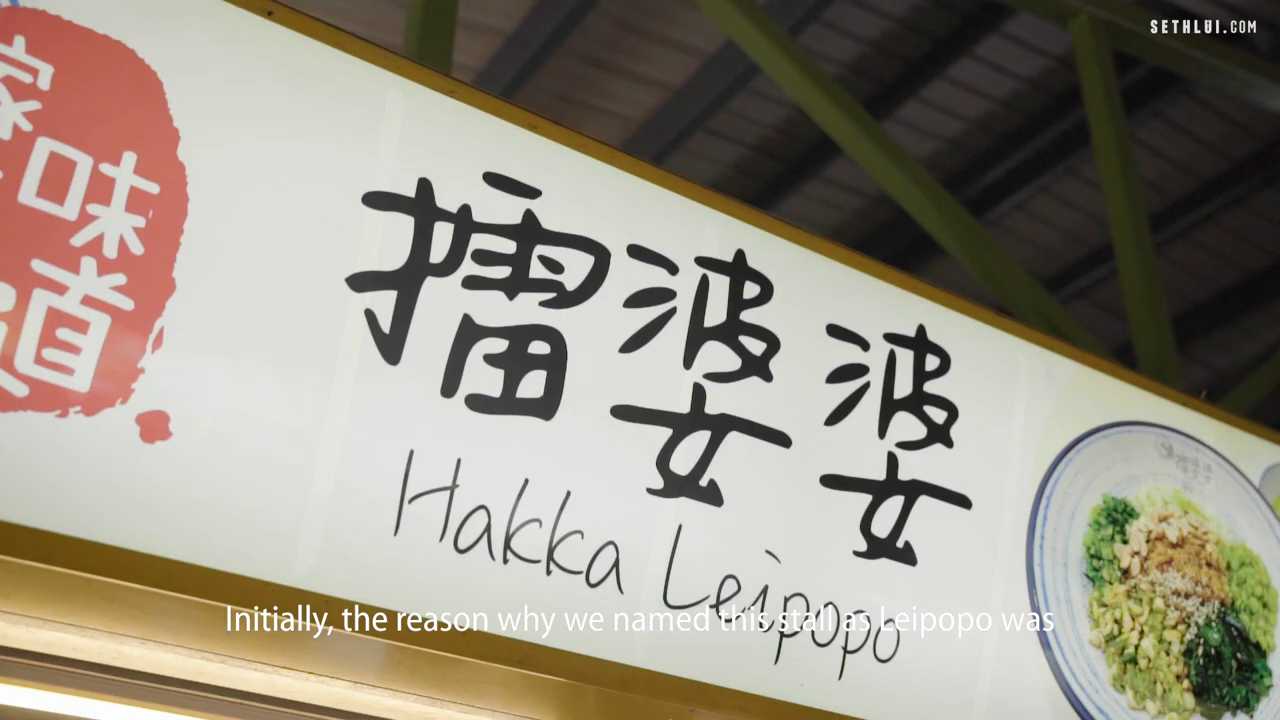 SETHLUI.COM
家
味
道
擂婆婆
Hakka Leipopo
Initially, the reason why we named this stall as Leipopo was